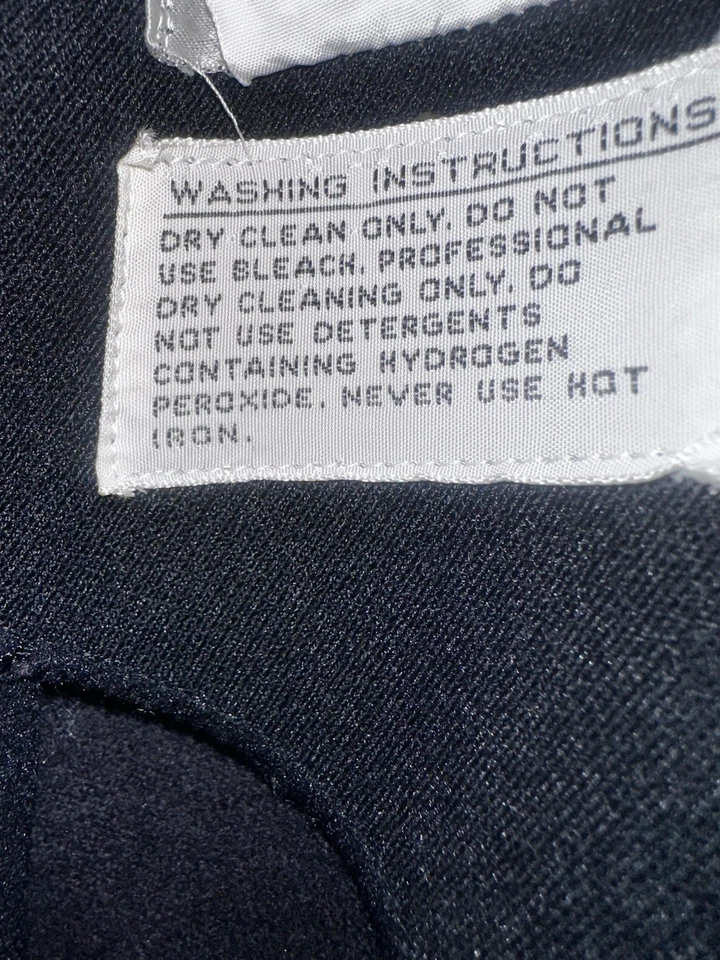 WASHING INSTRUCTIONS
DRY CLEAN ONLY. DO NOT
USE BLEACH. PROFESSIONAL
DRY CLEANING ONLY. DO
NOT USE DETERGENTS
CONTAINING HYDROGEN
PEROXIDE. NEVER USE HOT
IRON.